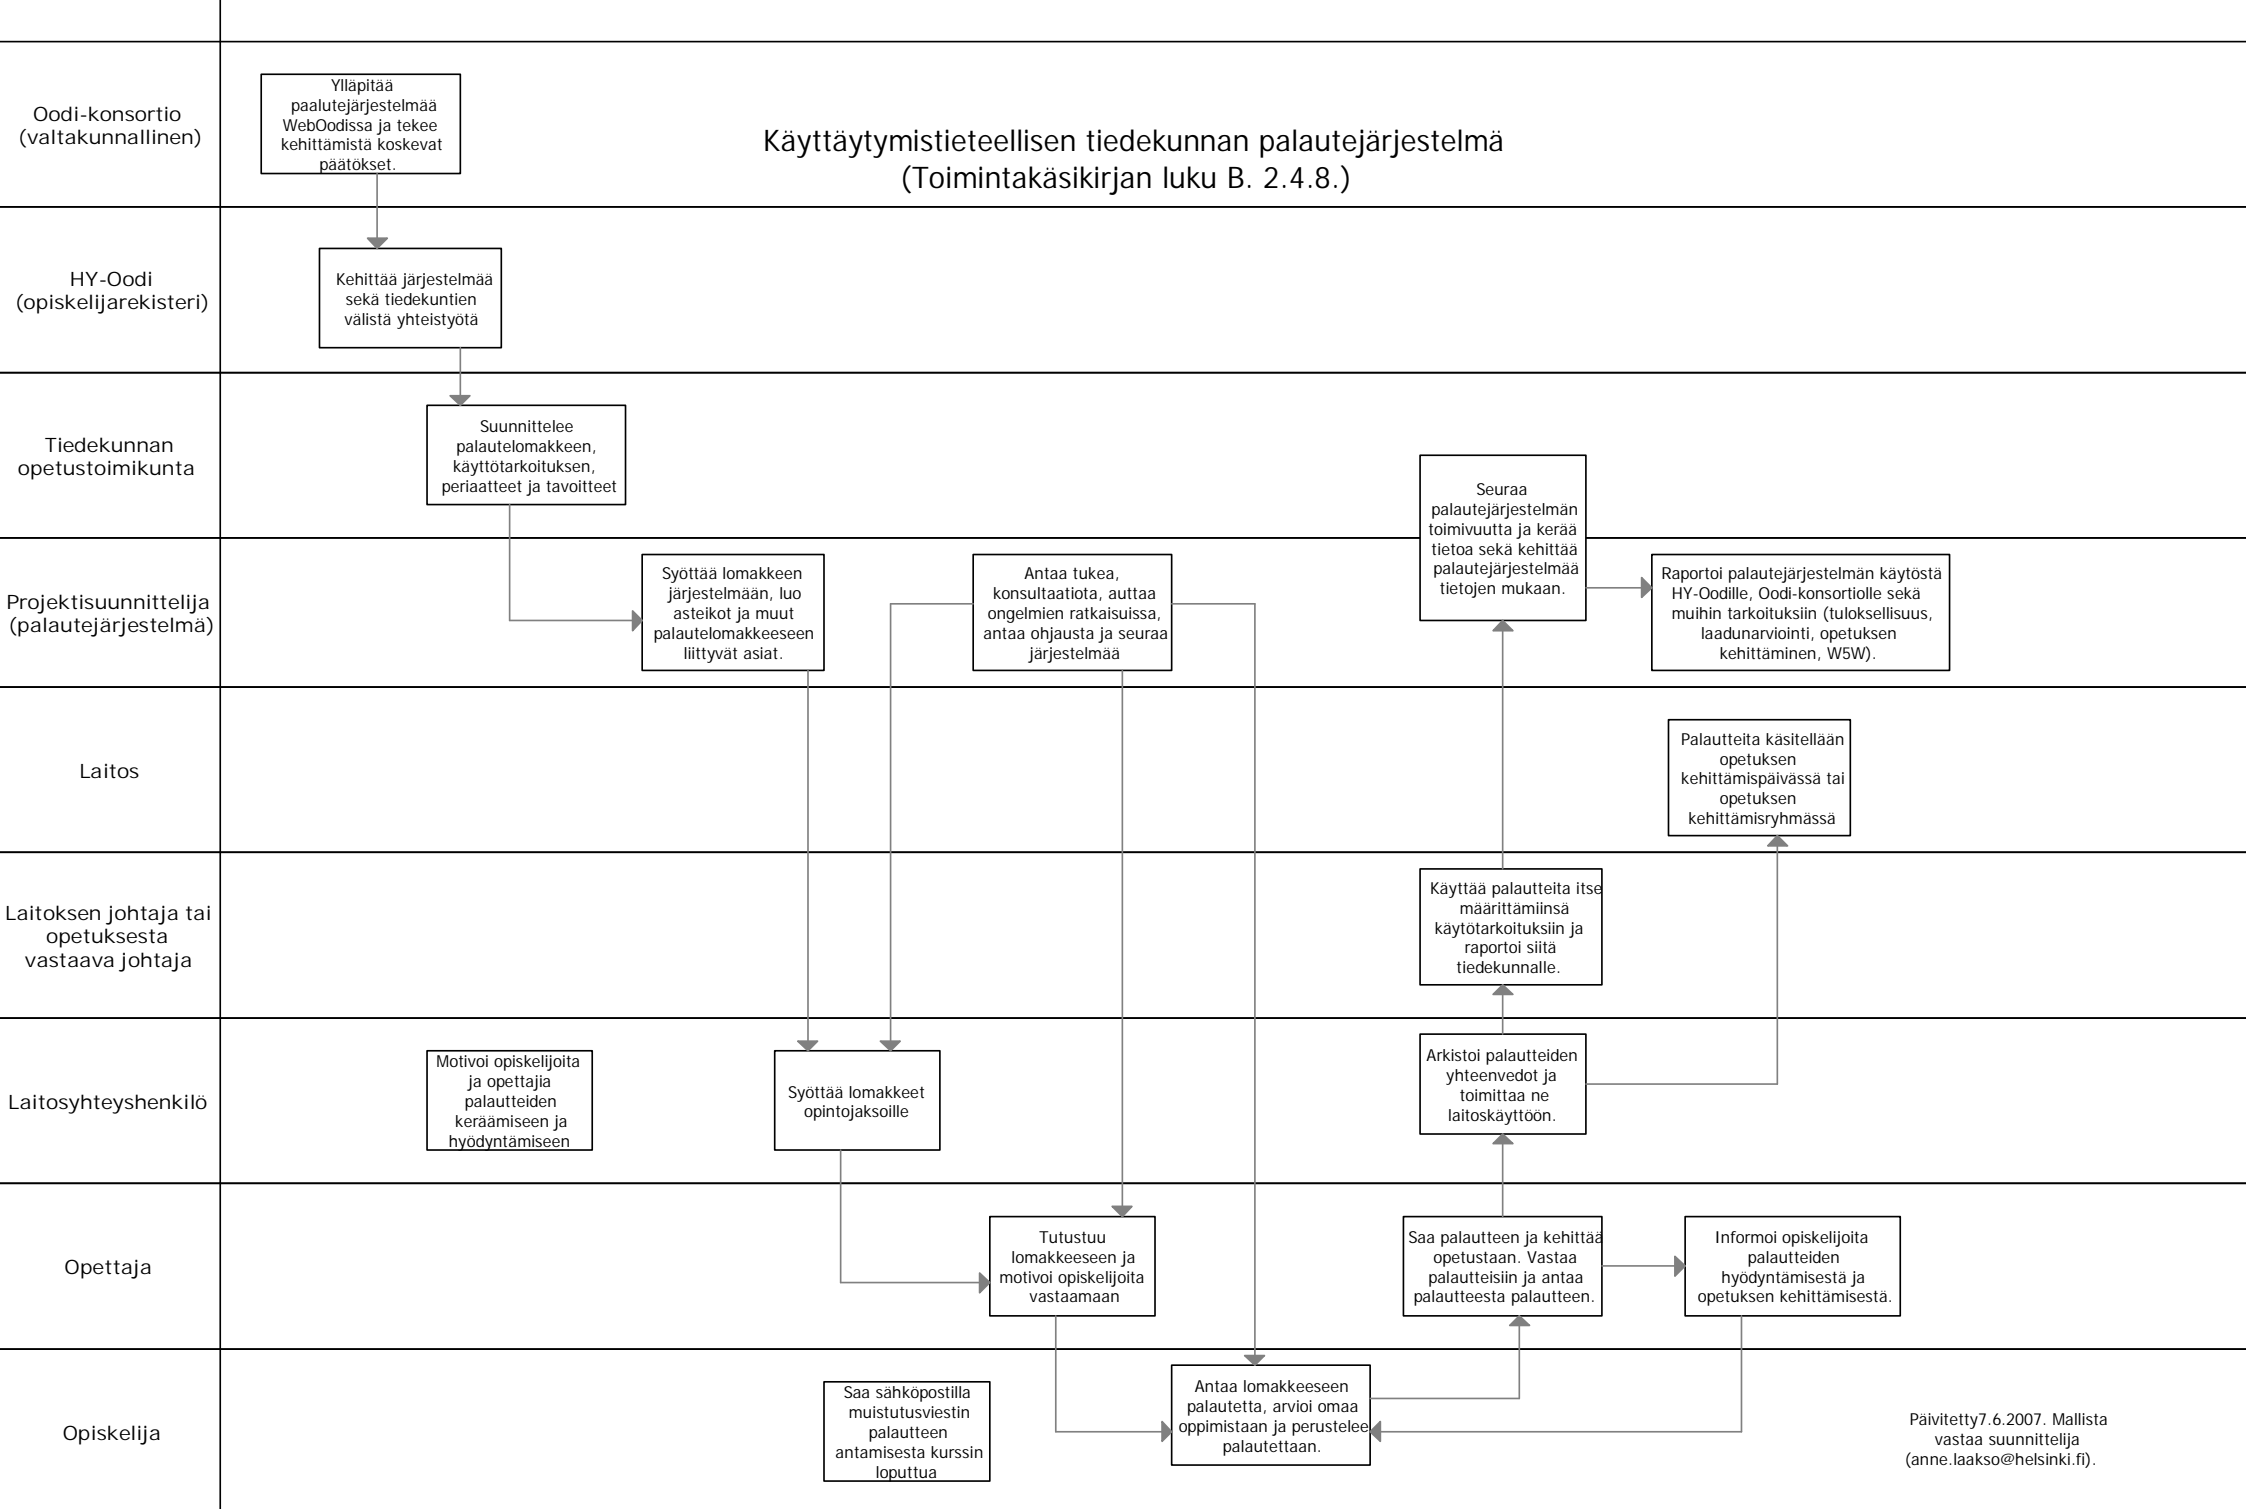 Käyttäytymistieteellisen tiedekunnan palautejärjestelmä
(Toimintakäsikirjan luku B. 2.4.8.)
Oodi-konsortio
(valtakunnallinen)
Ylläpitää
paalutejärjestelmää
WebOodissa ja tekee
kehittämistä koskevat
päätökset.
HY-Oodi
(opiskelijarekisteri)
Kehittää järjestelmää
sekä tiedekuntien
välistä yhteistyötä
Tiedekunnan
opetustoimikunta
Suunnittelee
palautelomakkeen,
käyttötarkoituksen,
periaatteet ja tavoitteet
Seuraa
palautejärjestelmän
toimivuutta ja kerää
tietoa sekä kehittää
palautejärjestelmää
tietojen mukaan.
Projektisuunnittelija
(palautejärjestelmä)
Syöttää lomakkeen
järjestelmään, luo
asteikot ja muut
palautelomakkeeseen
liittyvät asiat.
Antaa tukea,
konsultaatiota, auttaa
ongelmien ratkaisuissa,
antaa ohjausta ja seuraa
järjestelmää
Raportoi palautejärjestelmän käytöstä
HY-Oodille, Oodi-konsortiolle sekä
muihin tarkoituksiin (tuloksellisuus,
laadunarviointi, opetuksen
kehittäminen, W5W).
Laitos
Palautteita käsitellään
opetuksen
kehittämispäivässä tai
opetuksen
kehittämisryhmässä
Laitoksen johtaja tai
opetuksesta
vastaava johtaja
Käyttää palautteita itse
määrittämiinsä
käytötarkoituksiin ja
raportoi siitä
tiedekunnalle.
Laitosyhteyshenkilö
Motivoi opiskelijoita
ja opettajia
palautteiden
keräämiseen ja
hyödyntämiseen
Syöttää lomakkeet
opintojaksoille
Arkistoi palautteiden
yhteenvedot ja
toimittaa ne
laitoskäyttöön.
Opettaja
Tutustuu
lomakkeeseen ja
motivoi opiskelijoita
vastaamaan
Saa palautteen ja kehittää
opetustaan. Vastaa
palautteisiin ja antaa
palautteesta palautteen.
Informoi opiskelijoita
palautteiden
hyödyntämisestä ja
opetuksen kehittämisestä.
Opiskelija
Saa sähköpostilla
muistutusviestin
palautteen
antamisesta kurssin
loputtua
Antaa lomakkeeseen
palautetta, arvioi omaa
oppimistaan ja perustelee
palautettaan.
Päivitetty7.6.2007. Mallista
vastaa suunnittelija
(anne.laakso@helsinki.fi).